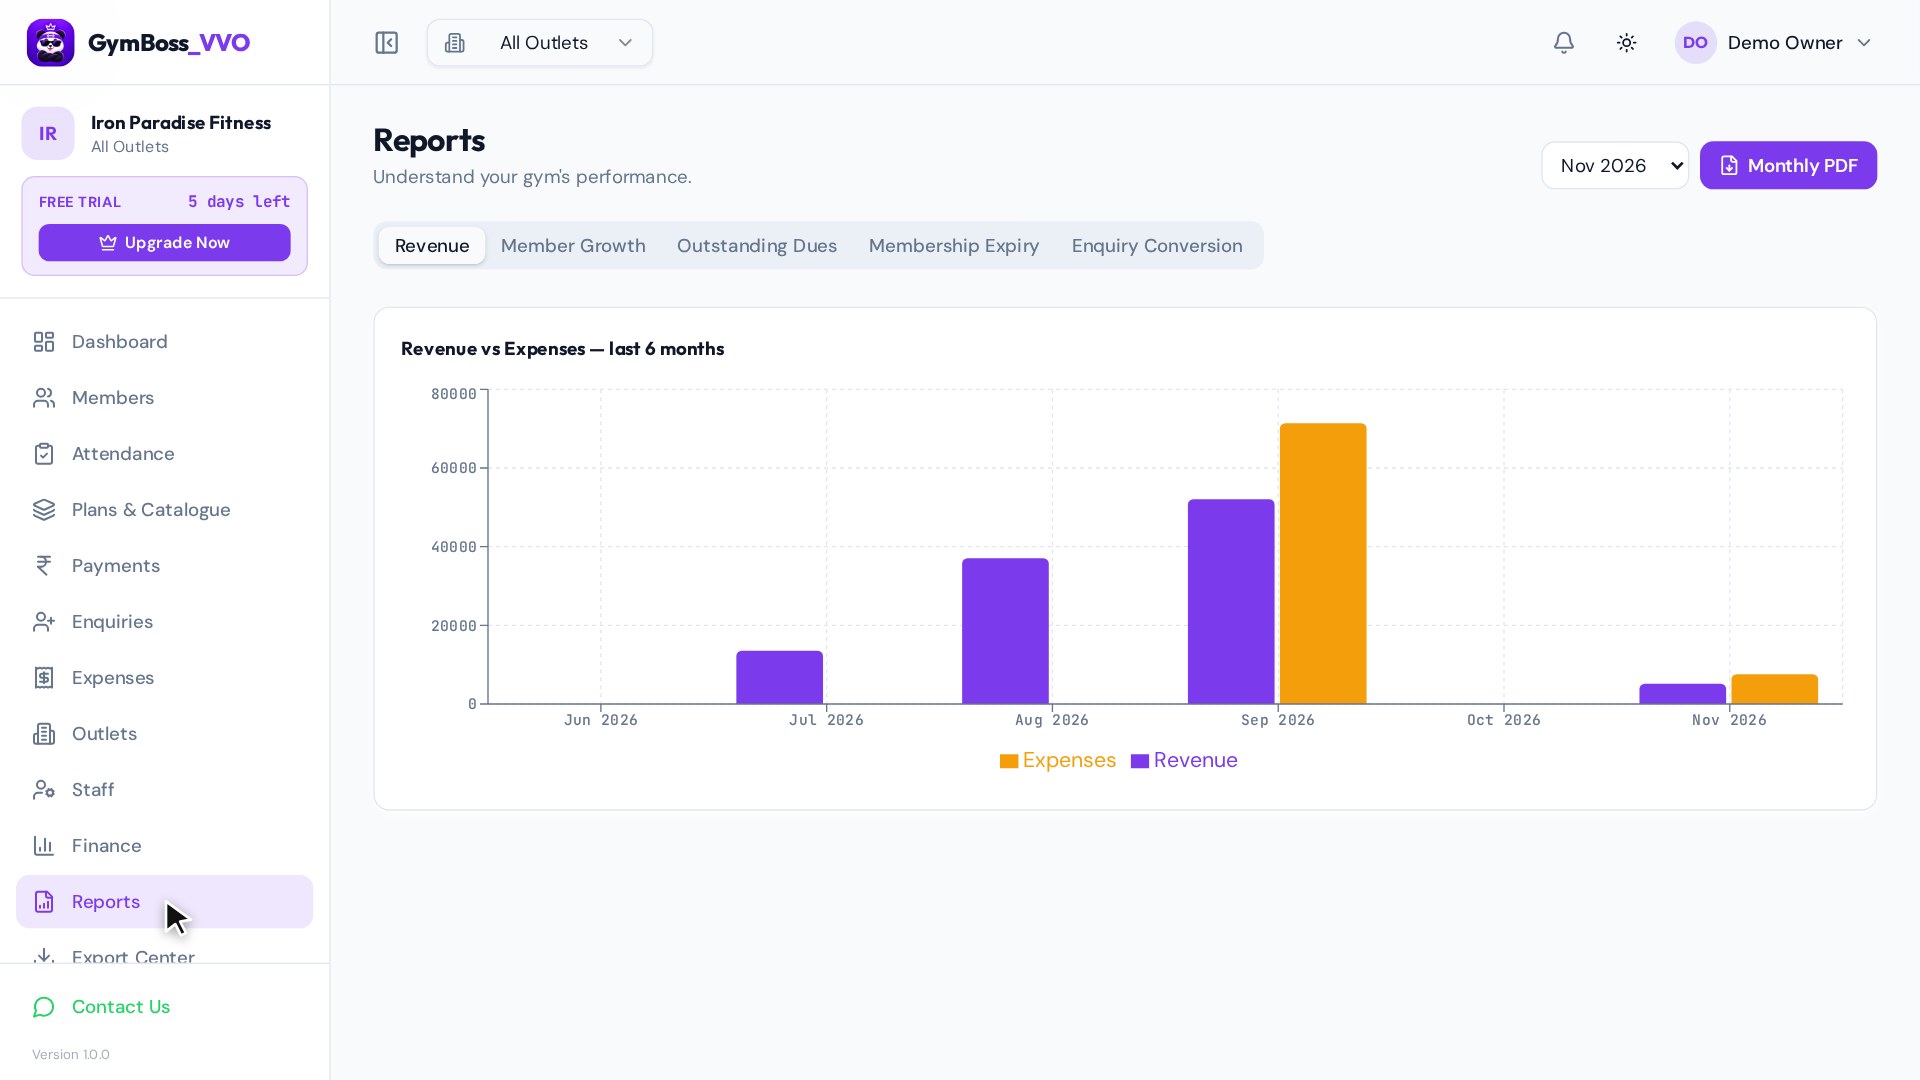 GymBoss_VVO
All Outlets
DO
Demo Owner
IR
Iron Paradise Fitness
All Outlets
FREE TRIAL
5 days left
Upgrade Now
Dashboard
Members
Attendance
Plans & Catalogue
Payments
Enquiries
Expenses
Outlets
Staff
Finance
Reports
Export Center
Contact Us
Version 1.0.0
Reports
Understand your gym's performance.
Nov 2026
Monthly PDF
Revenue Member Growth Outstanding Dues Membership Expiry Enquiry Conversion
Revenue vs Expenses — last 6 months
80000
60000
40000
20000
0
Jun 2026 Jul 2026 Aug 2026 Sep 2026 Oct 2026 Nov 2026
Expenses Revenue